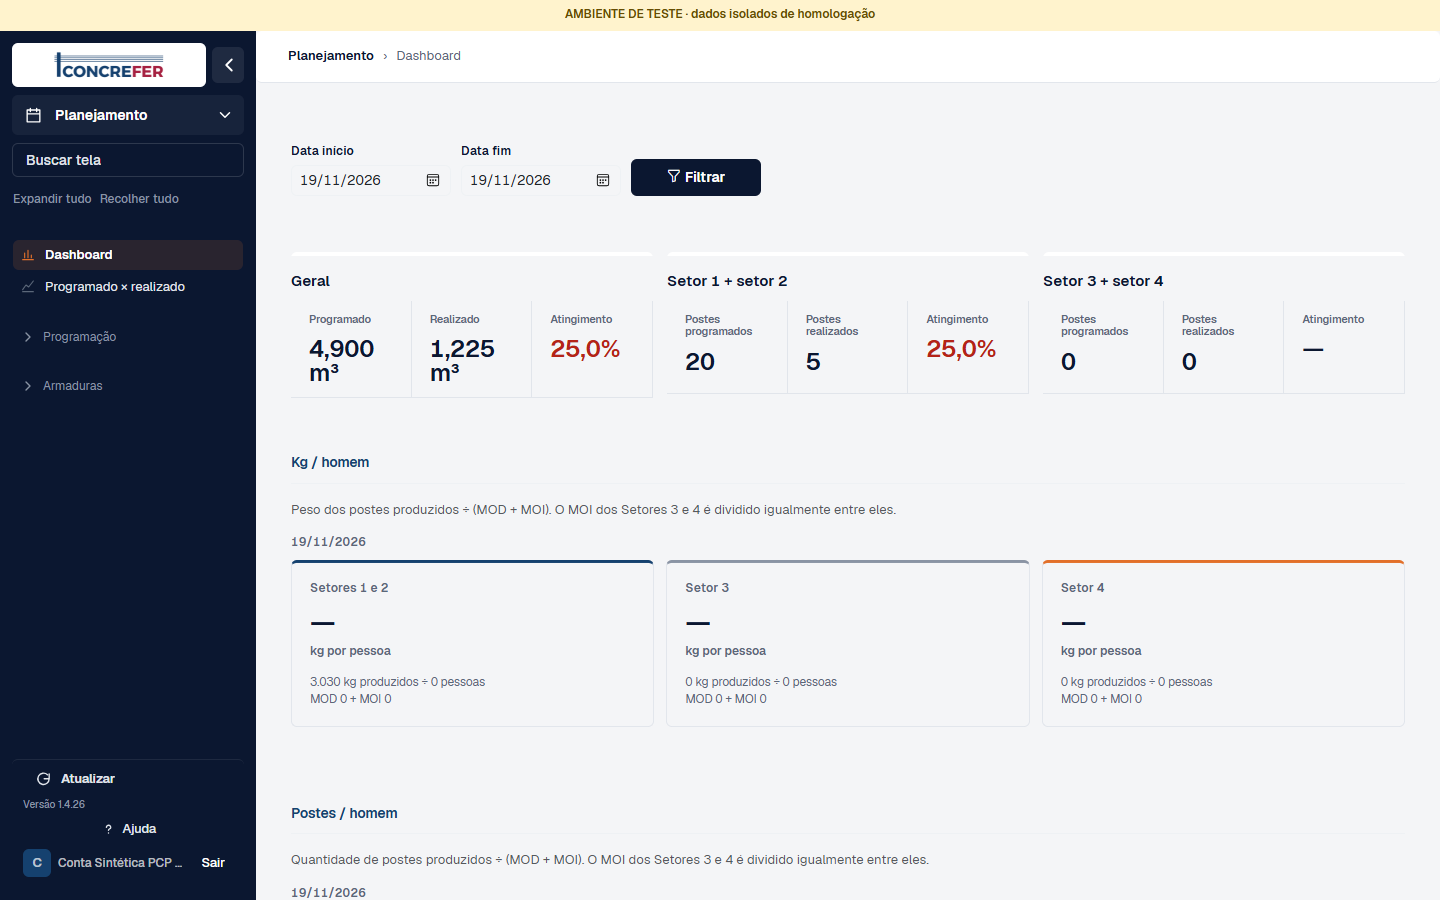 AMBIENTE DE TESTE · dados isolados de homologação
CONCREFER
Planejamento
Buscar tela
Expandir tudo Recolher tudo
Dashboard
Programado × realizado
Programação
Armaduras
Atualizar
Versão 1.4.26
? Ajuda
C Conta Sintética PCP ... Sair
Planejamento › Dashboard
Data início Data fim
19/11/2026 19/11/2026 Filtrar
Geral
Programado Realizado Atingimento
4,900 m³ 1,225 m³ 25,0%
Setor 1 + setor 2
Postes programados Postes realizados Atingimento
20 5 25,0%
Setor 3 + setor 4
Postes programados Postes realizados Atingimento
0 0 —
Kg / homem
Peso dos postes produzidos ÷ (MOD + MOI). O MOI dos Setores 3 e 4 é dividido igualmente entre eles.
19/11/2026
Setores 1 e 2
—
kg por pessoa
3.030 kg produzidos ÷ 0 pessoas
MOD 0 + MOI 0
Setor 3
—
kg por pessoa
0 kg produzidos ÷ 0 pessoas
MOD 0 + MOI 0
Setor 4
—
kg por pessoa
0 kg produzidos ÷ 0 pessoas
MOD 0 + MOI 0
Postes / homem
Quantidade de postes produzidos ÷ (MOD + MOI). O MOI dos Setores 3 e 4 é dividido igualmente entre eles.
19/11/2026